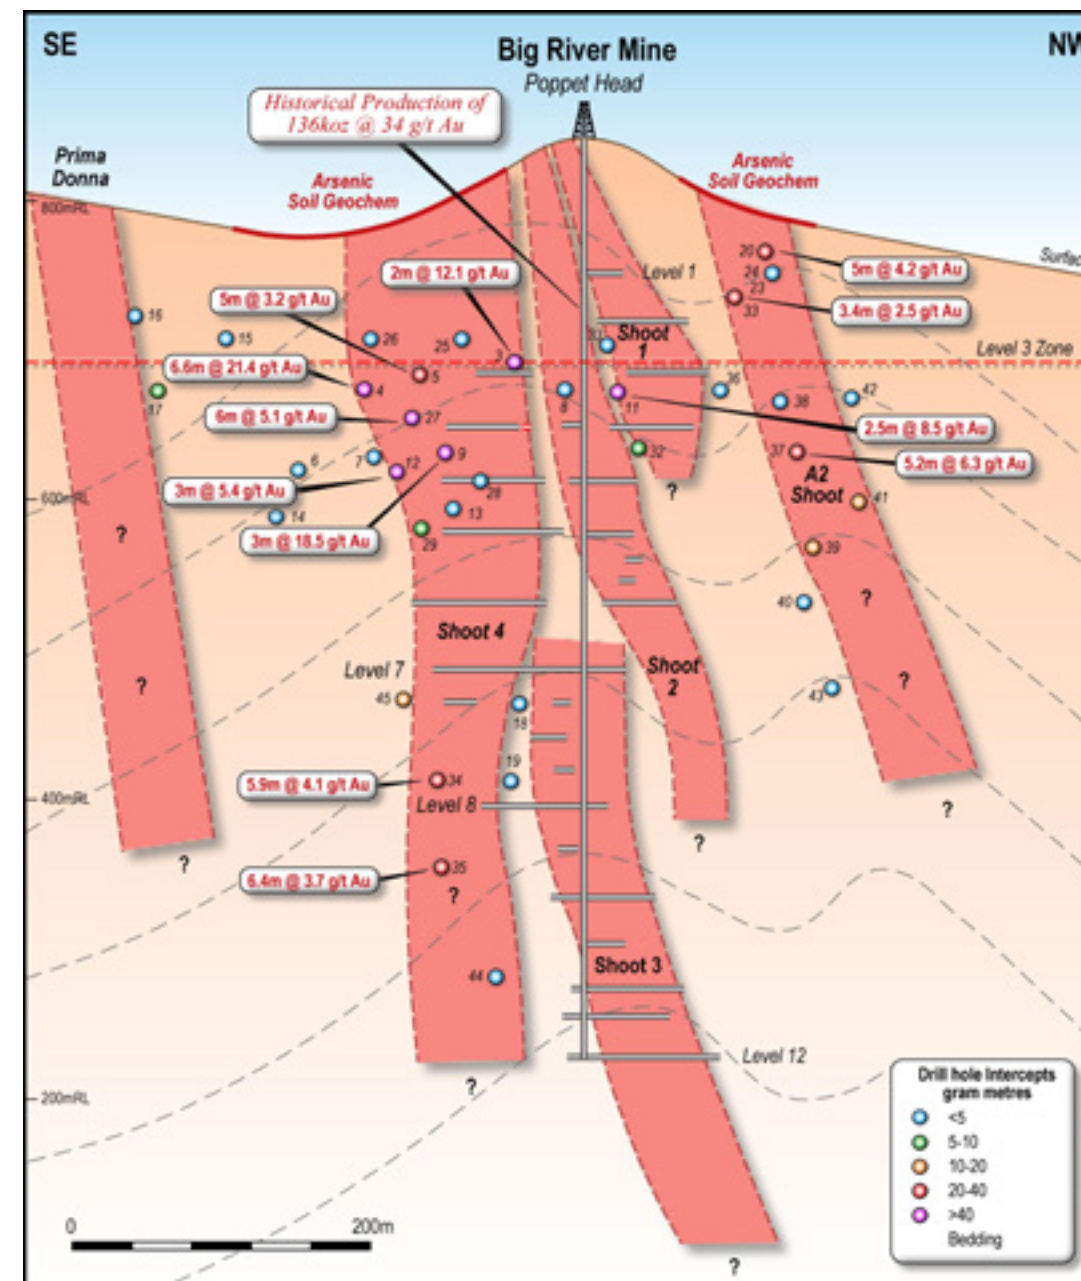 SE
Big River Mine
NW
Poppet Head
Historical Production of
136koz @ 34 g/t Au
Prima
Donna
Arsenic
Soil Geochem
Arsenic
Soil Geochem
800mRL
Surfac
20
5m @ 4.2 g/t Au
Level 1
24
2m @ 12.1 g/t Au
23
5m @ 3.2 g/t Au
33
3.4m @ 2.5 g/t Au
16
15
26
25
Shoot
1
Level 3 Zone
3
6.6m @ 21.4 g/t Au
5
4
17
8
11
36
38
42
6m @ 5.1 g/t Au
27
2.5m @ 8.5 g/t Au
6
7
12
9
32
37
5.2m @ 6.3 g/t Au
A2
Shoot
3m @ 5.4 g/t Au
28
?
41
600mRL
14
13
?
3m @ 18.5 g/t Au
29
39
?
40
Shoot 4
Level 7
Shoot
2
?
?
45
18
43
19
5.9m @ 4.1 g/t Au
34
400mRL
Level 8
?
?
?
6.4m @ 3.7 g/t Au
35
?
44
Shoot 3
Level 12
?
200mRL
Drill hole Intercepts
gram metres
<5
5-10
10-20
20-40
>40
Bedding
0
200m
?